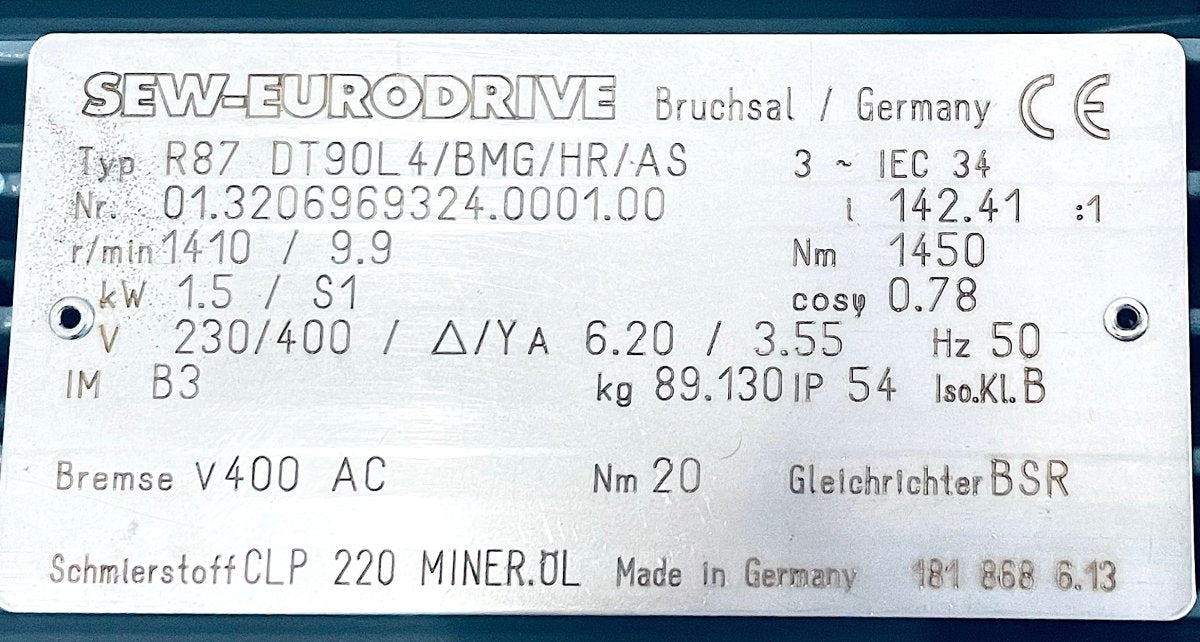 SEW-EURODRIVE Bruchsal / Germany CE
Typ R87 DT90L4/BMG/HR/AS 3 ~ IEC 34
Nr. 01.3206969324.0001.00 i 142.41 :1
r/min 1410 / 9.9 Nm 1450
kW 1.5 / S1 cosφ 0.78
V 230/400 / Δ/Y A 6.20 / 3.55 Hz 50
IM B3 kg 89.130 IP 54 Iso.Kl. B
Bremse V 400 AC Nm 20 Gleichrichter BSR
Schmierstoff CLP 220 MINER.ÖL Made in Germany 181 868 6.13